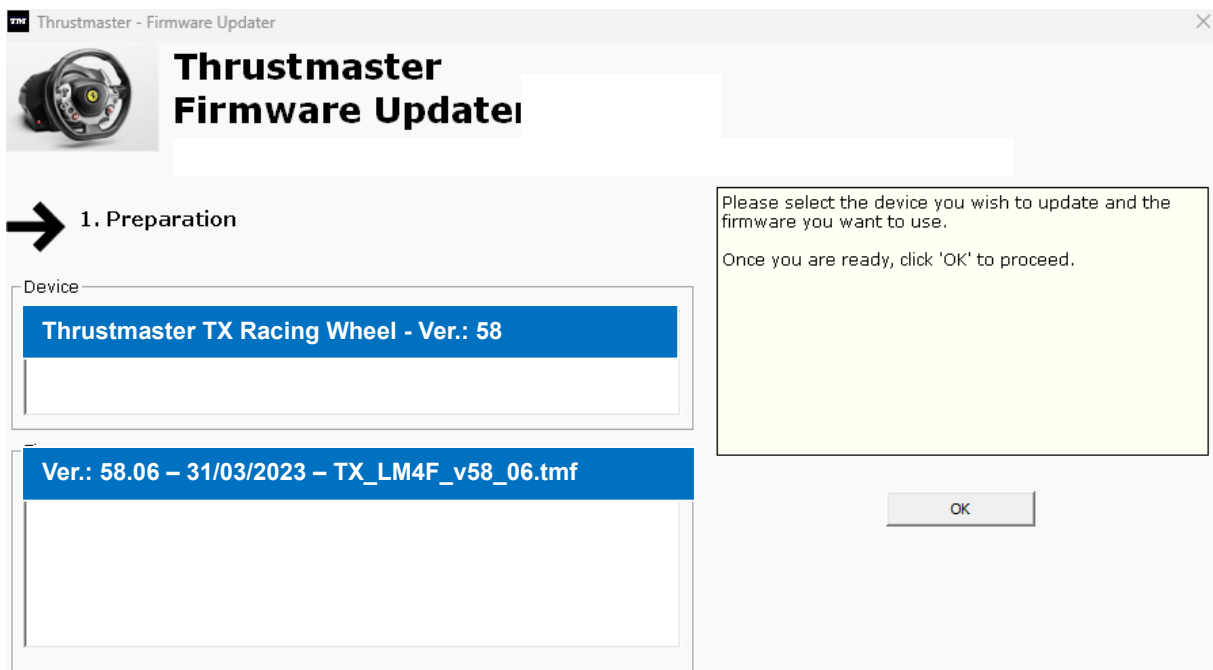 Thrustmaster - Firmware Updater
Thrustmaster
Firmware Updater
1. Preparation
Please select the device you wish to update and the
firmware you want to use.
Once you are ready, click 'OK' to proceed.
Device
Thrustmaster TX Racing Wheel - Ver.: 58
Ver.: 58.06 – 31/03/2023 – TX_LM4F_v58_06.tmf
OK